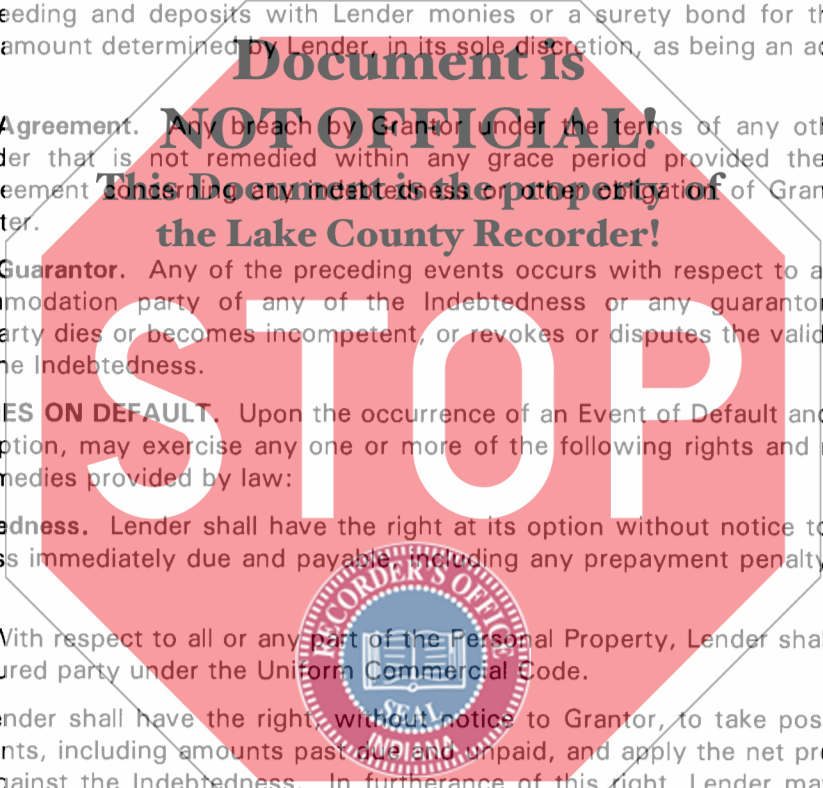 eeding and deposits with Lender monies or a surety bond for th
amount determined by Lender, in its sole discretion, as being an ad
Document is
NOT OFFICIAL!
This Document is the property of
the Lake County Recorder!
Agreement. Any breach by Grantor under the terms of any oth
der that is not remedied within any grace period provided the
eement concerning any indebtedness or other obligation of Gran
ter.
Guarantor. Any of the preceding events occurs with respect to a
modation party of any of the Indebtedness or any guarantor
arty dies or becomes incompetent, or revokes or disputes the valid
he Indebtedness.
STOP
ES ON DEFAULT. Upon the occurrence of an Event of Default and
ption, may exercise any one or more of the following rights and
medies provided by law:
edness. Lender shall have the right at its option without notice to
ss immediately due and payable, including any prepayment penalty
With respect to all or any part of the Personal Property, Lender shal
ured party under the Uniform Commercial Code.
ender shall have the right, without notice to Grantor, to take pos
nts, including amounts past due and unpaid, and apply the net pro
gainst the Indebtedness. In furtherance of this right, Lender may
RECORDER'S OFFICE
SEAL
INDIANA